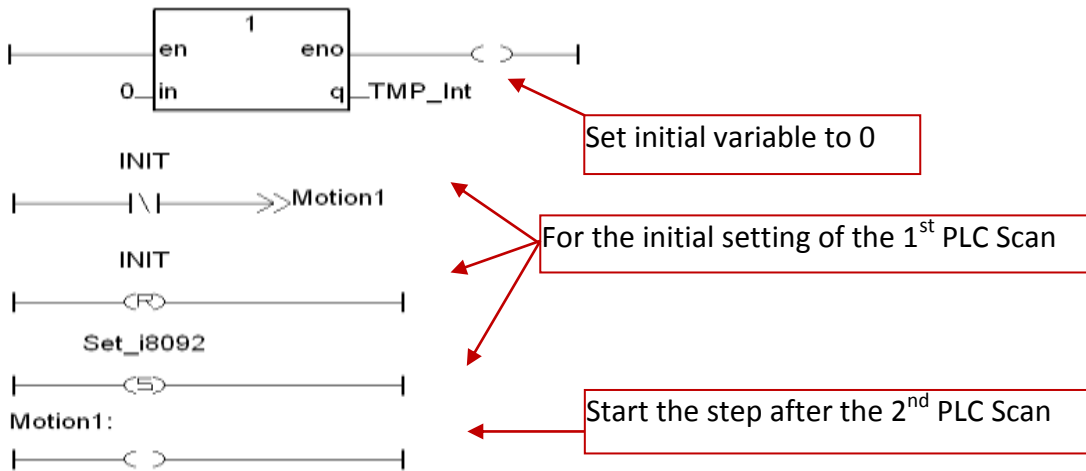 1
en eno
0 in q TMP_Int
Set initial variable to 0
INIT
Motion1
For the initial setting of the 1st PLC Scan
INIT
R
Set_i8092
S
Start the step after the 2nd PLC Scan
Motion1: